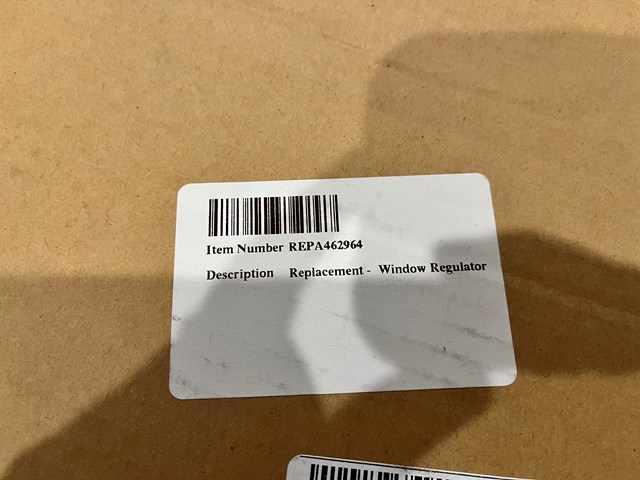 Item Number REPA462964
Description Replacement - Window Regulator